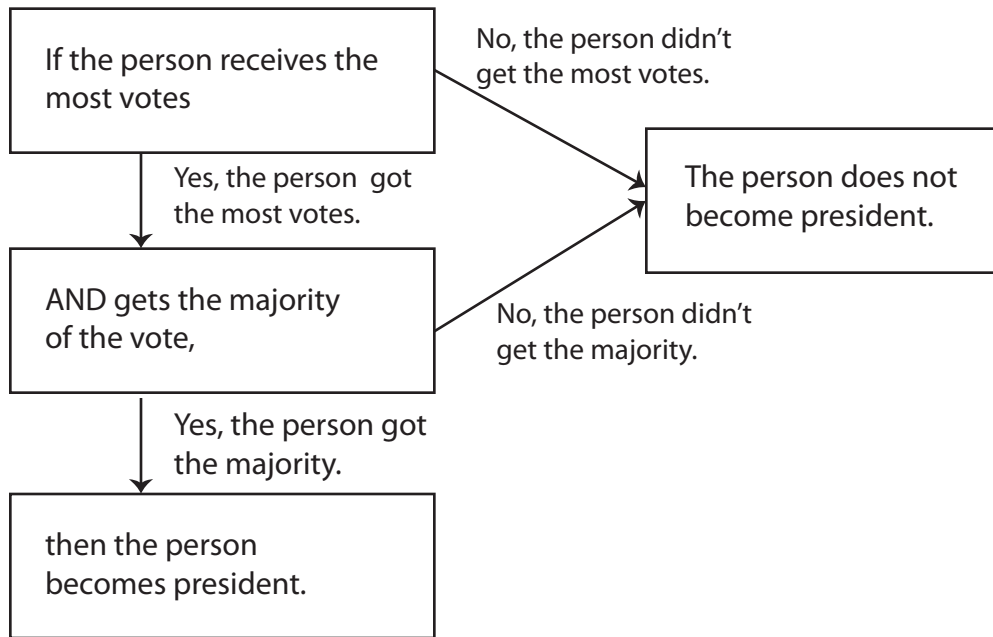 If the person receives the
most votes
No, the person didn't
get the most votes.
Yes, the person got
the most votes.
The person does not
become president.
AND gets the majority
of the vote,
No, the person didn't
get the majority.
Yes, the person got
the majority.
then the person
becomes president.